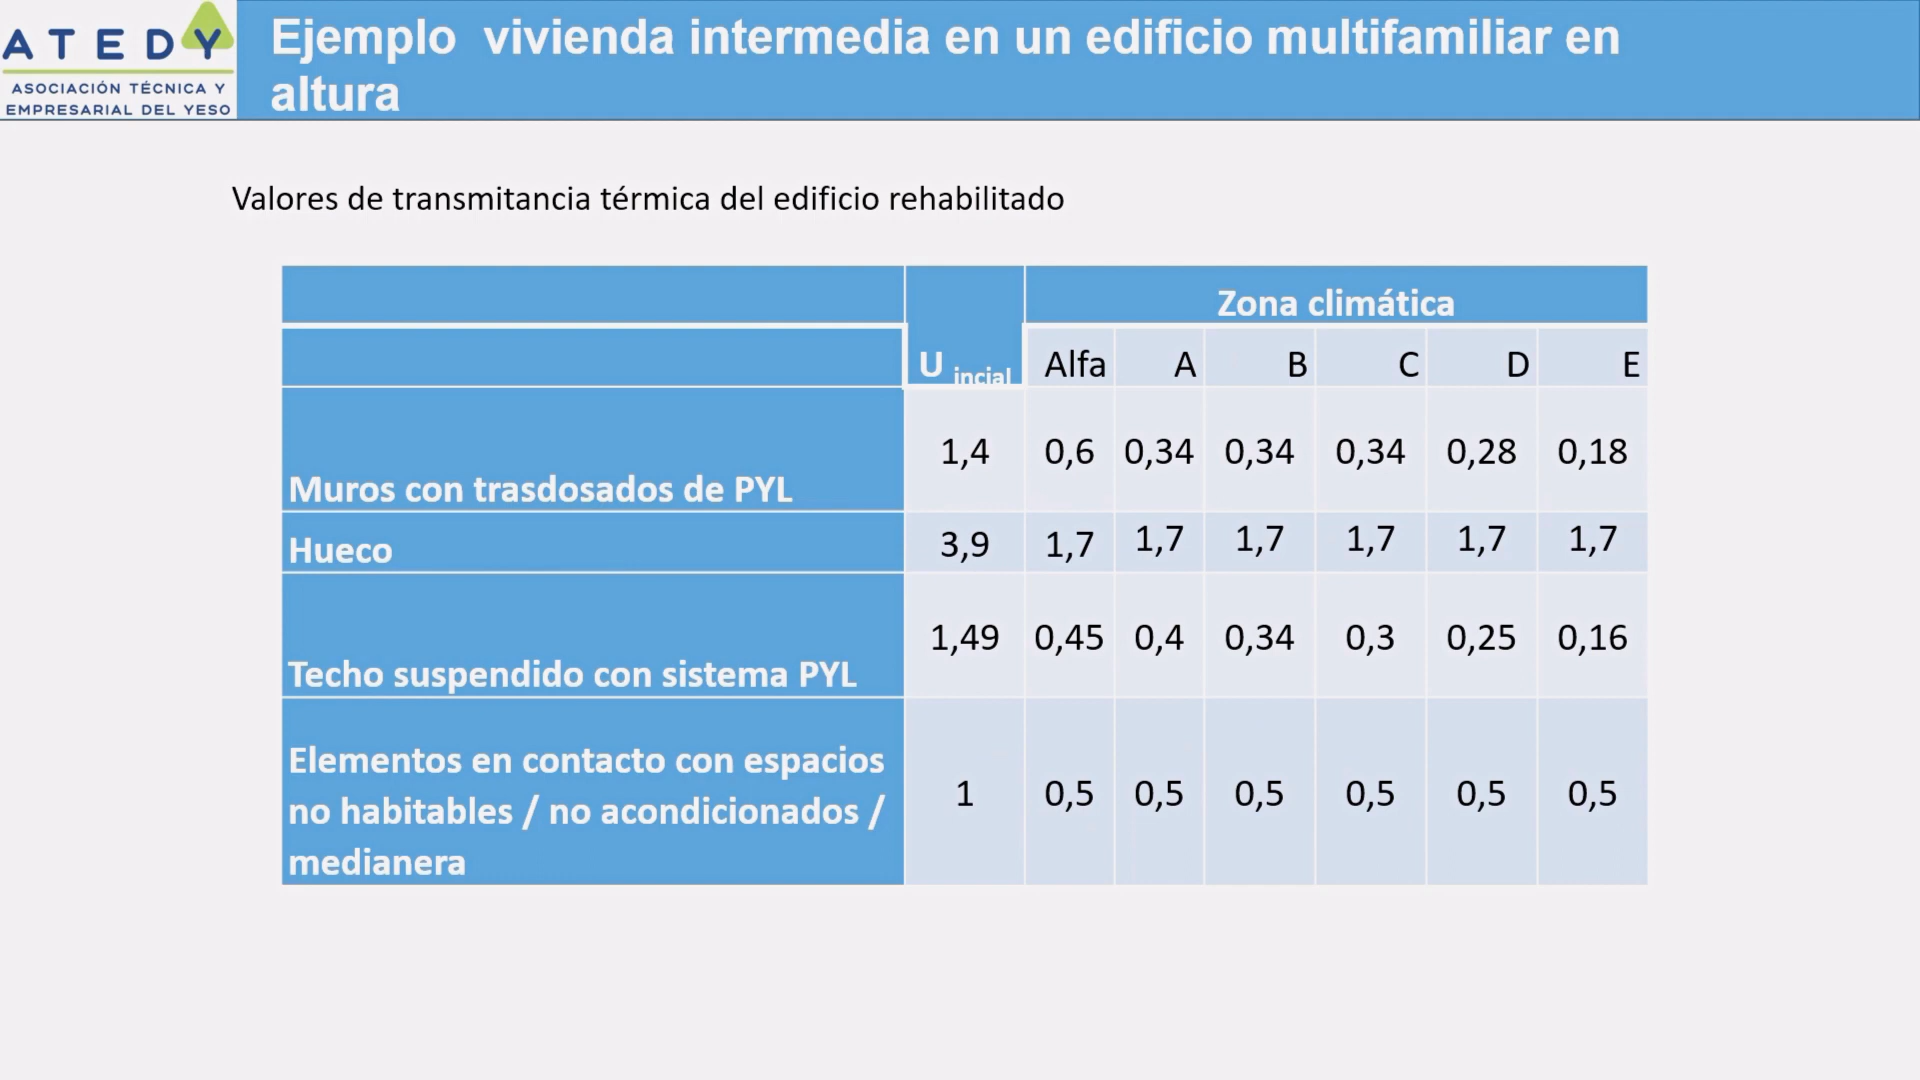 ATEDY
ASOCIACIÓN TÉCNICA Y
EMPRESARIAL DEL YESO
Ejemplo vivienda intermedia en un edificio multifamiliar en
altura
Valores de transmitancia térmica del edificio rehabilitado
Zona climática
U incial Alfa A B C D E
Muros con trasdosados de PYL 1,4 0,6 0,34 0,34 0,34 0,28 0,18
Hueco 3,9 1,7 1,7 1,7 1,7 1,7 1,7
Techo suspendido con sistema PYL 1,49 0,45 0,4 0,34 0,3 0,25 0,16
Elementos en contacto con espacios
no habitables / no acondicionados /
medianera
1 0,5 0,5 0,5 0,5 0,5 0,5